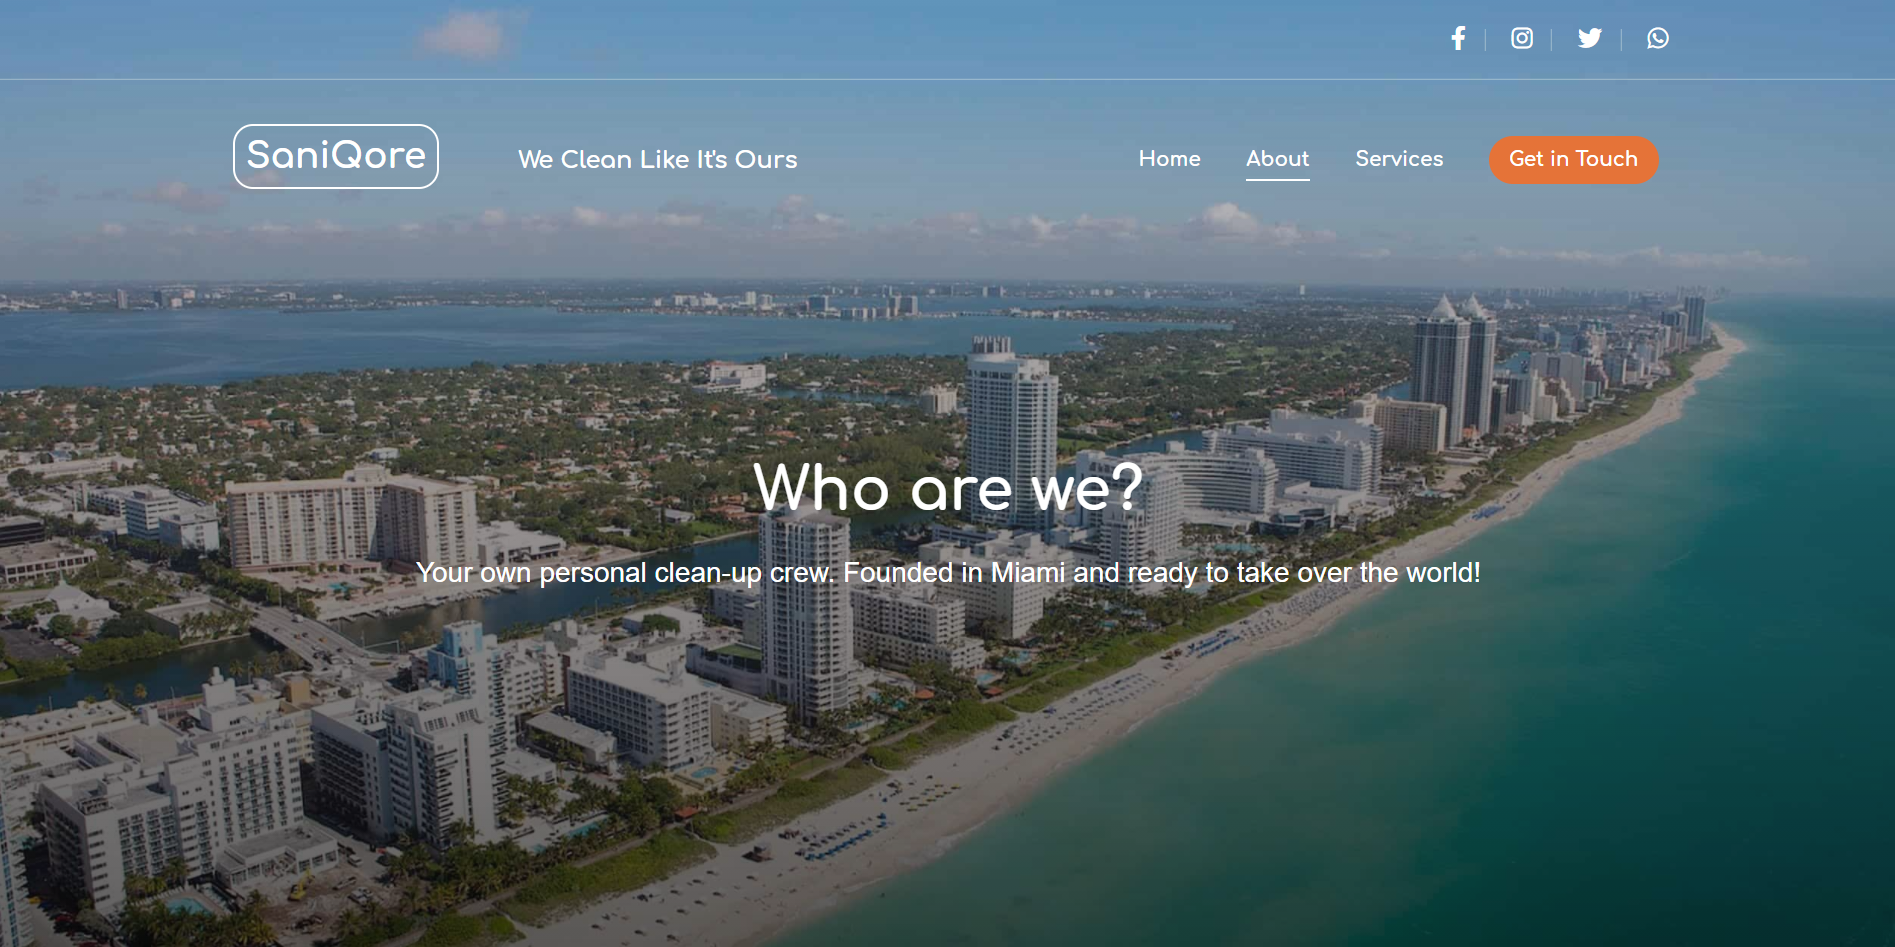 SaniQore
We Clean Like It's Ours
Home
About
Services
Get in Touch
Who are we?
Your own personal clean-up crew. Founded in Miami and ready to take over the world!